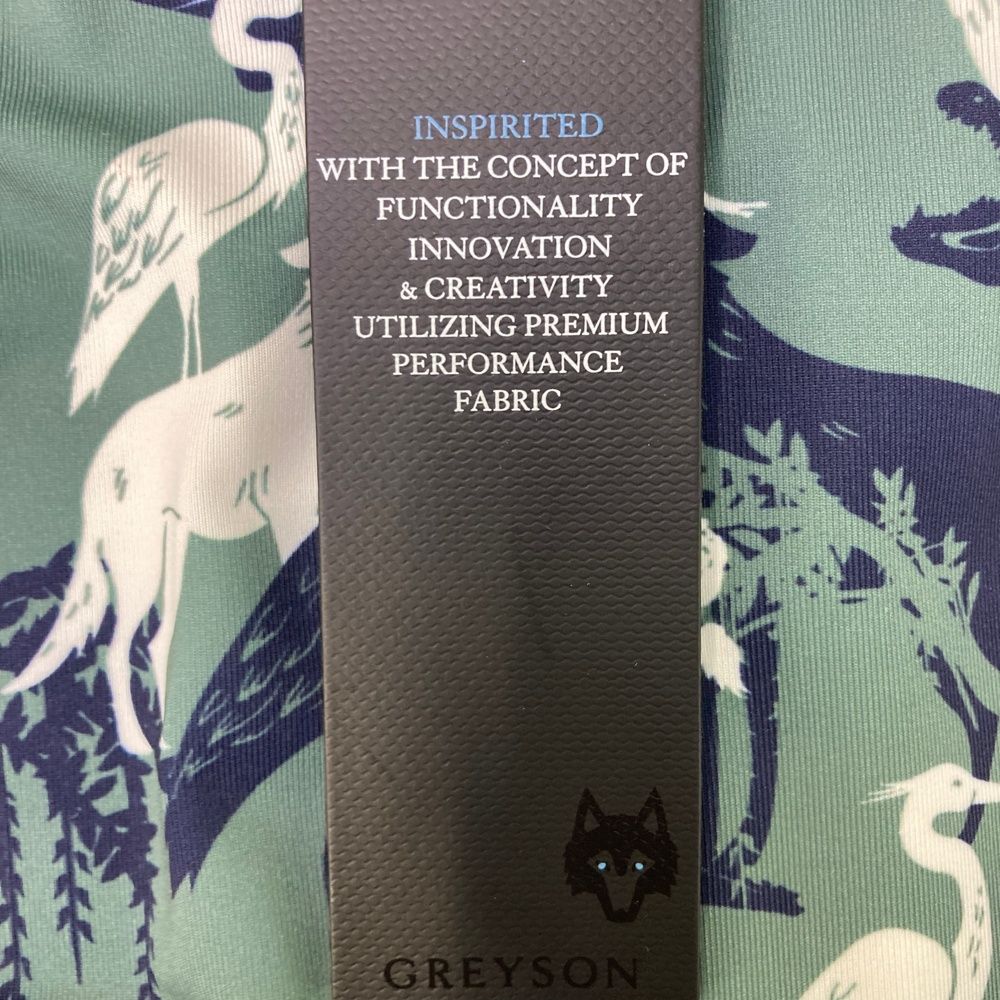 INSPIRITED
WITH THE CONCEPT OF
FUNCTIONALITY
INNOVATION
& CREATIVITY
UTILIZING PREMIUM
PERFORMANCE
FABRIC
GREYSON